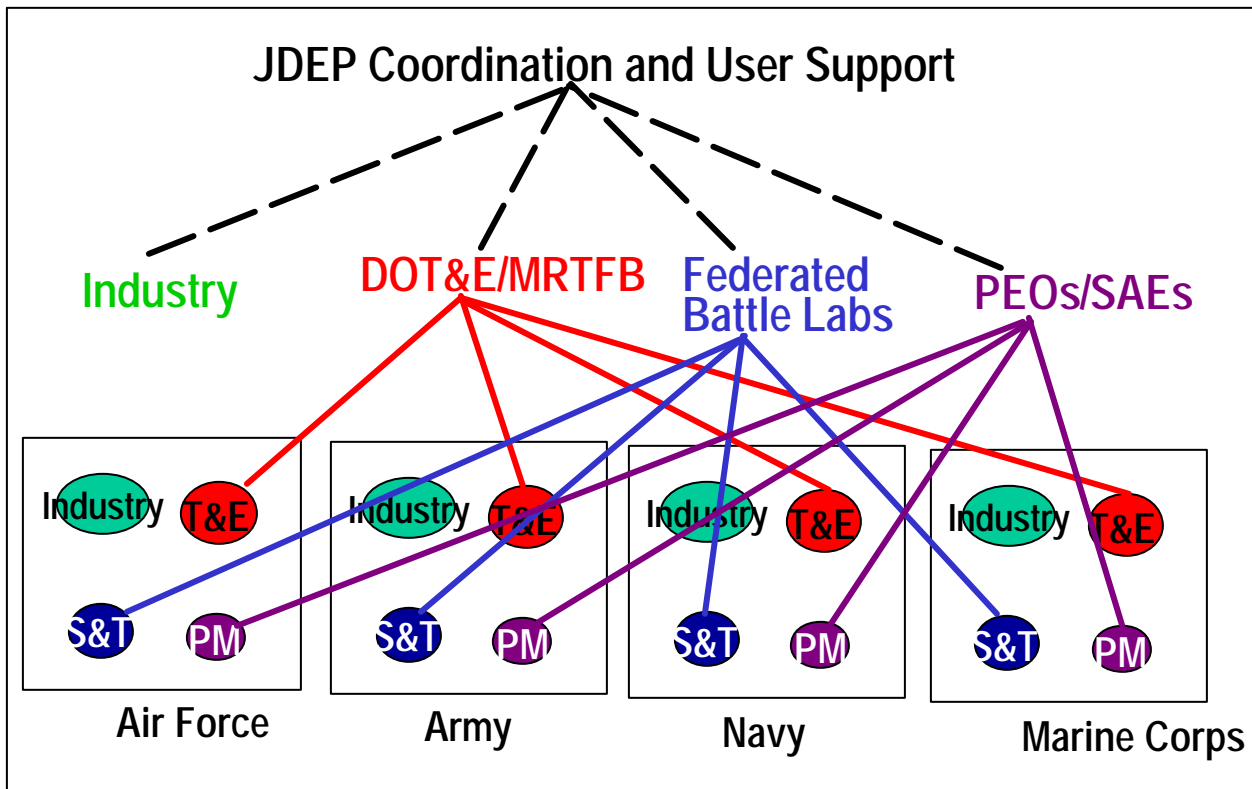 JDEP Coordination and User Support
Industry
DOT&E/MRTFB
Federated
Battle Labs
PEOs/SAEs
Industry
T&E
S&T
PM
Air Force
Industry
T&E
S&T
PM
Army
Industry
T&E
S&T
PM
Navy
Industry
T&E
S&T
PM
Marine Corps